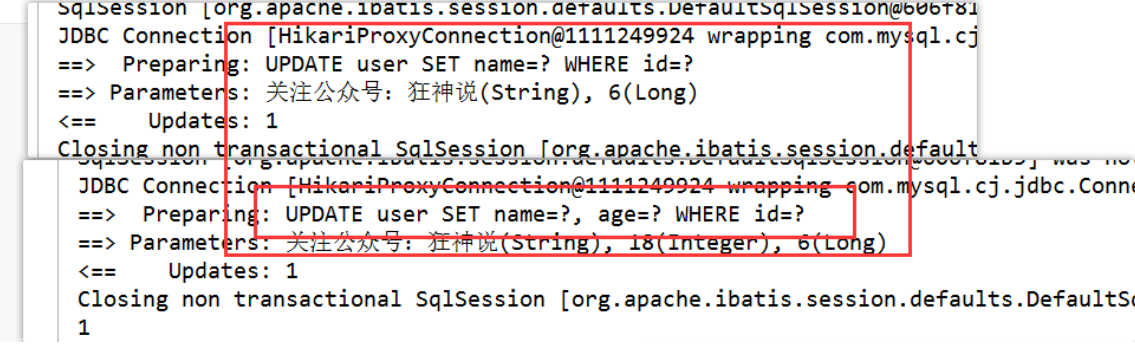 SqlSession [org.apache.ibatis.session.defaults.DefaultSqlSession@606f81
JDBC Connection [HikariProxyConnection@1111249924 wrapping com.mysql.cj
==>  Preparing: UPDATE user SET name=? WHERE id=?
==> Parameters: 关注公众号：狂神说(String), 6(Long)
<==    Updates: 1
Closing non transactional SqlSession [org.apache.ibatis.session.default
SqlSession [org.apache.ibatis.session.defaults.DefaultSqlSession@606f81b9] was not
JDBC Connection [HikariProxyConnection@1111249924 wrapping com.mysql.cj.jdbc.Conne
==>  Preparing: UPDATE user SET name=?, age=? WHERE id=?
==> Parameters: 关注公众号：狂神说(String), 18(Integer), 6(Long)
<==    Updates: 1
Closing non transactional SqlSession [org.apache.ibatis.session.defaults.DefaultSq
1